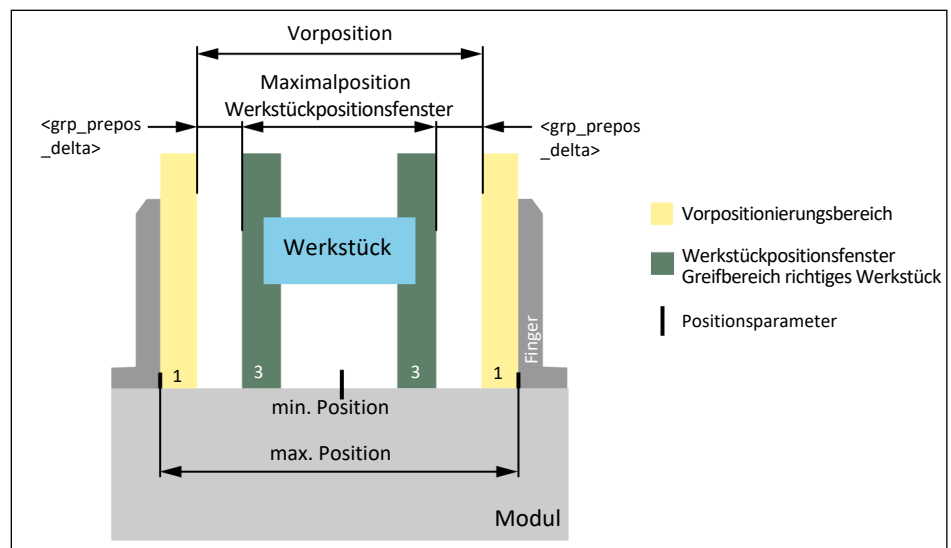 Vorposition
Maximalposition
Werkstückpositionsfenster
<grp_prepos
_delta>
<grp_prepos
_delta>
Werkstück
Vorpositionierungsbereich
Werkstückpositionsfenster
Greifbereich richtiges Werkstück
Positionsparameter
Finger
1
3
3
1
min. Position
max. Position
Modul